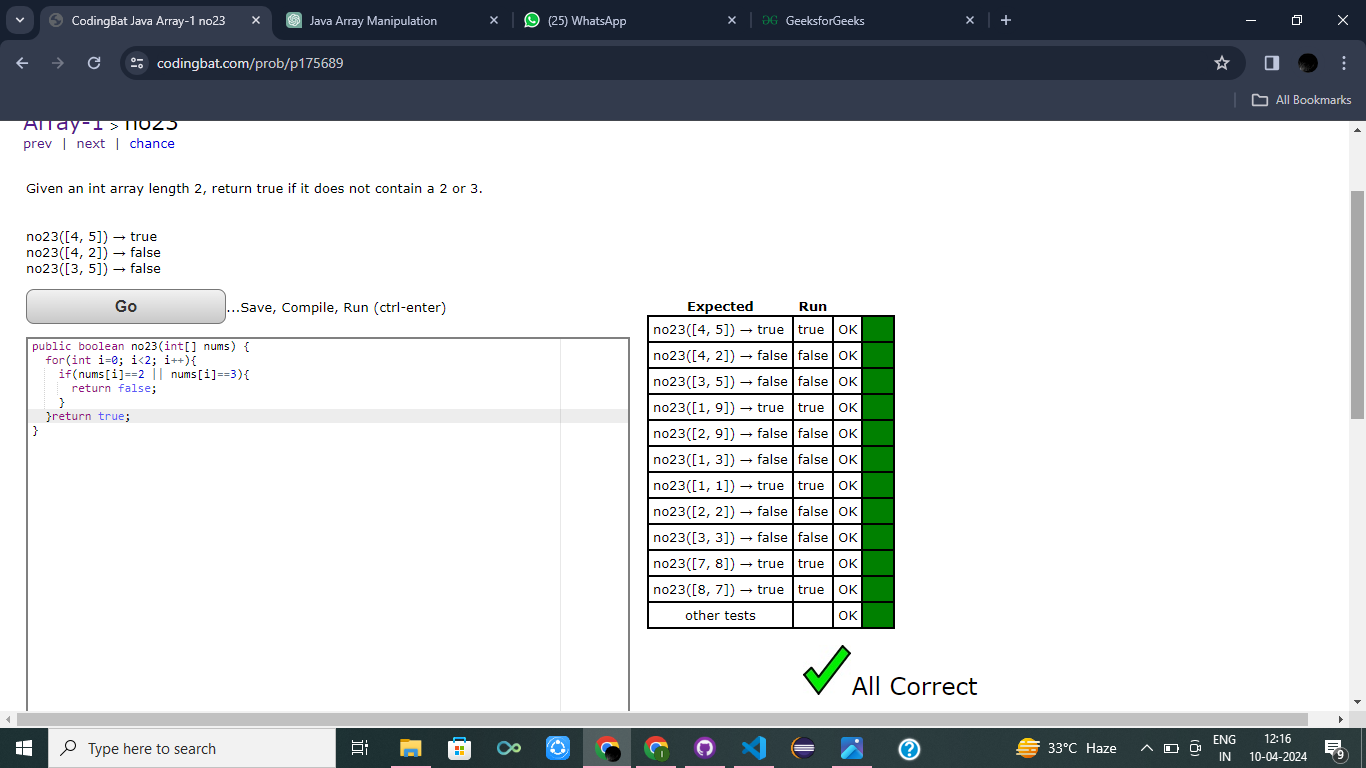 CodingBat Java Array-1 no23
Java Array Manipulation
(25) WhatsApp
GeeksforGeeks
codingbat.com/prob/p175689
All Bookmarks
Array-1 > no23
prev | next | chance
Given an int array length 2, return true if it does not contain a 2 or 3.
no23([4, 5]) → true
no23([4, 2]) → false
no23([3, 5]) → false
Go ...Save, Compile, Run (ctrl-enter)
public boolean no23(int[] nums) {
for(int i=0; i<2; i++){
if(nums[i]==2 || nums[i]==3){
return false;
}
}return true;
}
Expected Run
no23([4, 5]) → true true OK
no23([4, 2]) → false false OK
no23([3, 5]) → false false OK
no23([1, 9]) → true true OK
no23([2, 9]) → false false OK
no23([1, 3]) → false false OK
no23([1, 1]) → true true OK
no23([2, 2]) → false false OK
no23([3, 3]) → false false OK
no23([7, 8]) → true true OK
no23([8, 7]) → true true OK
other tests OK
All Correct
Type here to search
33°C Haze
ENG
IN
12:16
10-04-2024
9